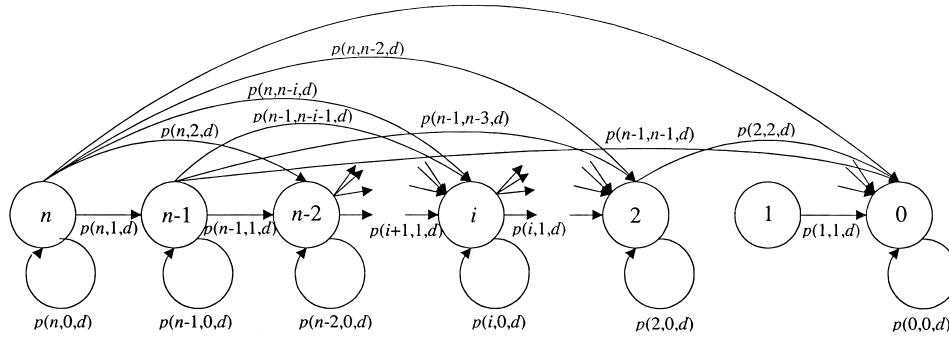 p(n,n-2,d)
p(n,n-i,d)
p(n-1,n-i-1,d)
p(n-1,n-3,d)
p(n,2,d)
p(n-1,n-1,d)
p(2,2,d)
n
n-1
n-2
i
2
1
0
p(n,1,d)
p(n-1,1,d)
p(i+1,1,d)
p(i,1,d)
p(1,1,d)
p(n,0,d)
p(n-1,0,d)
p(n-2,0,d)
p(i,0,d)
p(2,0,d)
p(0,0,d)